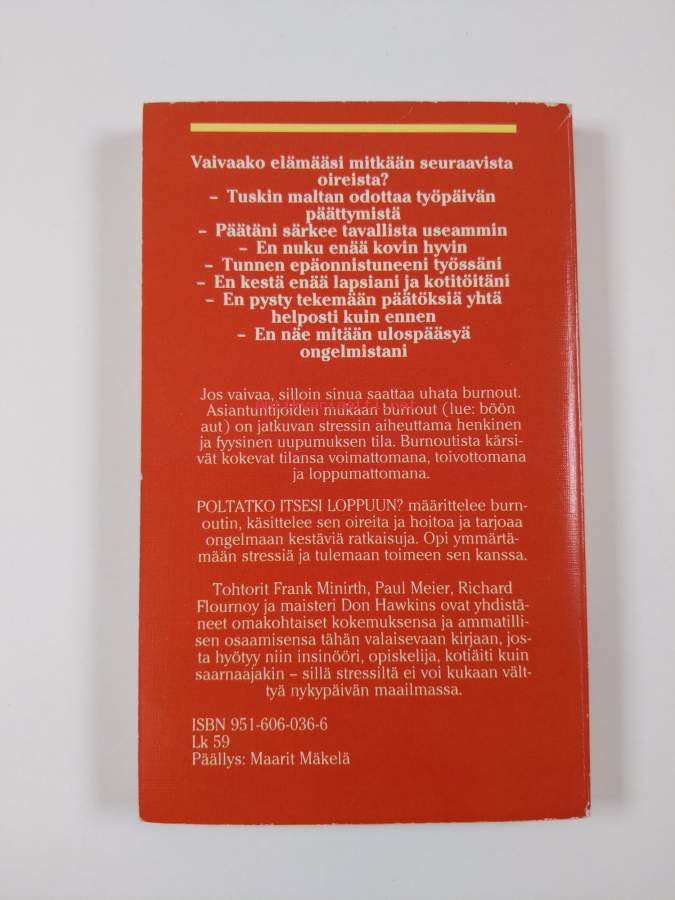 Vaivaako elämääsi mitkään seuraavista
oireista?
– Tuskin maltan odottaa työpäivän
päättymistä
– Päätäni särkee tavallista useammin
– En nuku enää kovin hyvin
– Tunnen epäonnistuneeni työssäni
– En kestä enää lapsiani ja kotitöitäni
– En pysty tekemään päätöksiä yhtä
helposti kuin ennen
– En näe mitään ulospääsyä
ongelmistani
Jos vaivaa, silloin sinua saattaa uhata burnout.
Asiantuntijoiden mukaan burnout (lue: böön
aut) on jatkuvan stressin aiheuttama henkinen
ja fyysinen uupumuksen tila. Burnoutista kärsi-
vät kokevat tilansa voimattomana, toivottomana
ja loppumattomana.
POLTATKO ITSESI LOPPUUN? määrittelee burn-
outin, käsittelee sen oireita ja hoitoa ja tarjoaa
ongelmaan kestäviä ratkaisuja. Opi ymmärtä-
mään stressiä ja tulemaan toimeen sen kanssa.
Tohtorit Frank Minirth, Paul Meier, Richard
Flournoy ja maisteri Don Hawkins ovat yhdistä-
neet omakohtaiset kokemuksensa ja ammatilli-
sen osaamisensa tähän valaisevaan kirjaan, jos-
ta hyötyy niin insinööri, opiskelija, kotiäiti kuin
saarnaajakin – sillä stressiltä ei voi kukaan vält-
tyä nykypäivän maailmassa.
ISBN 951-606-036-6
Lk 59
Päällys: Maarit Mäkelä